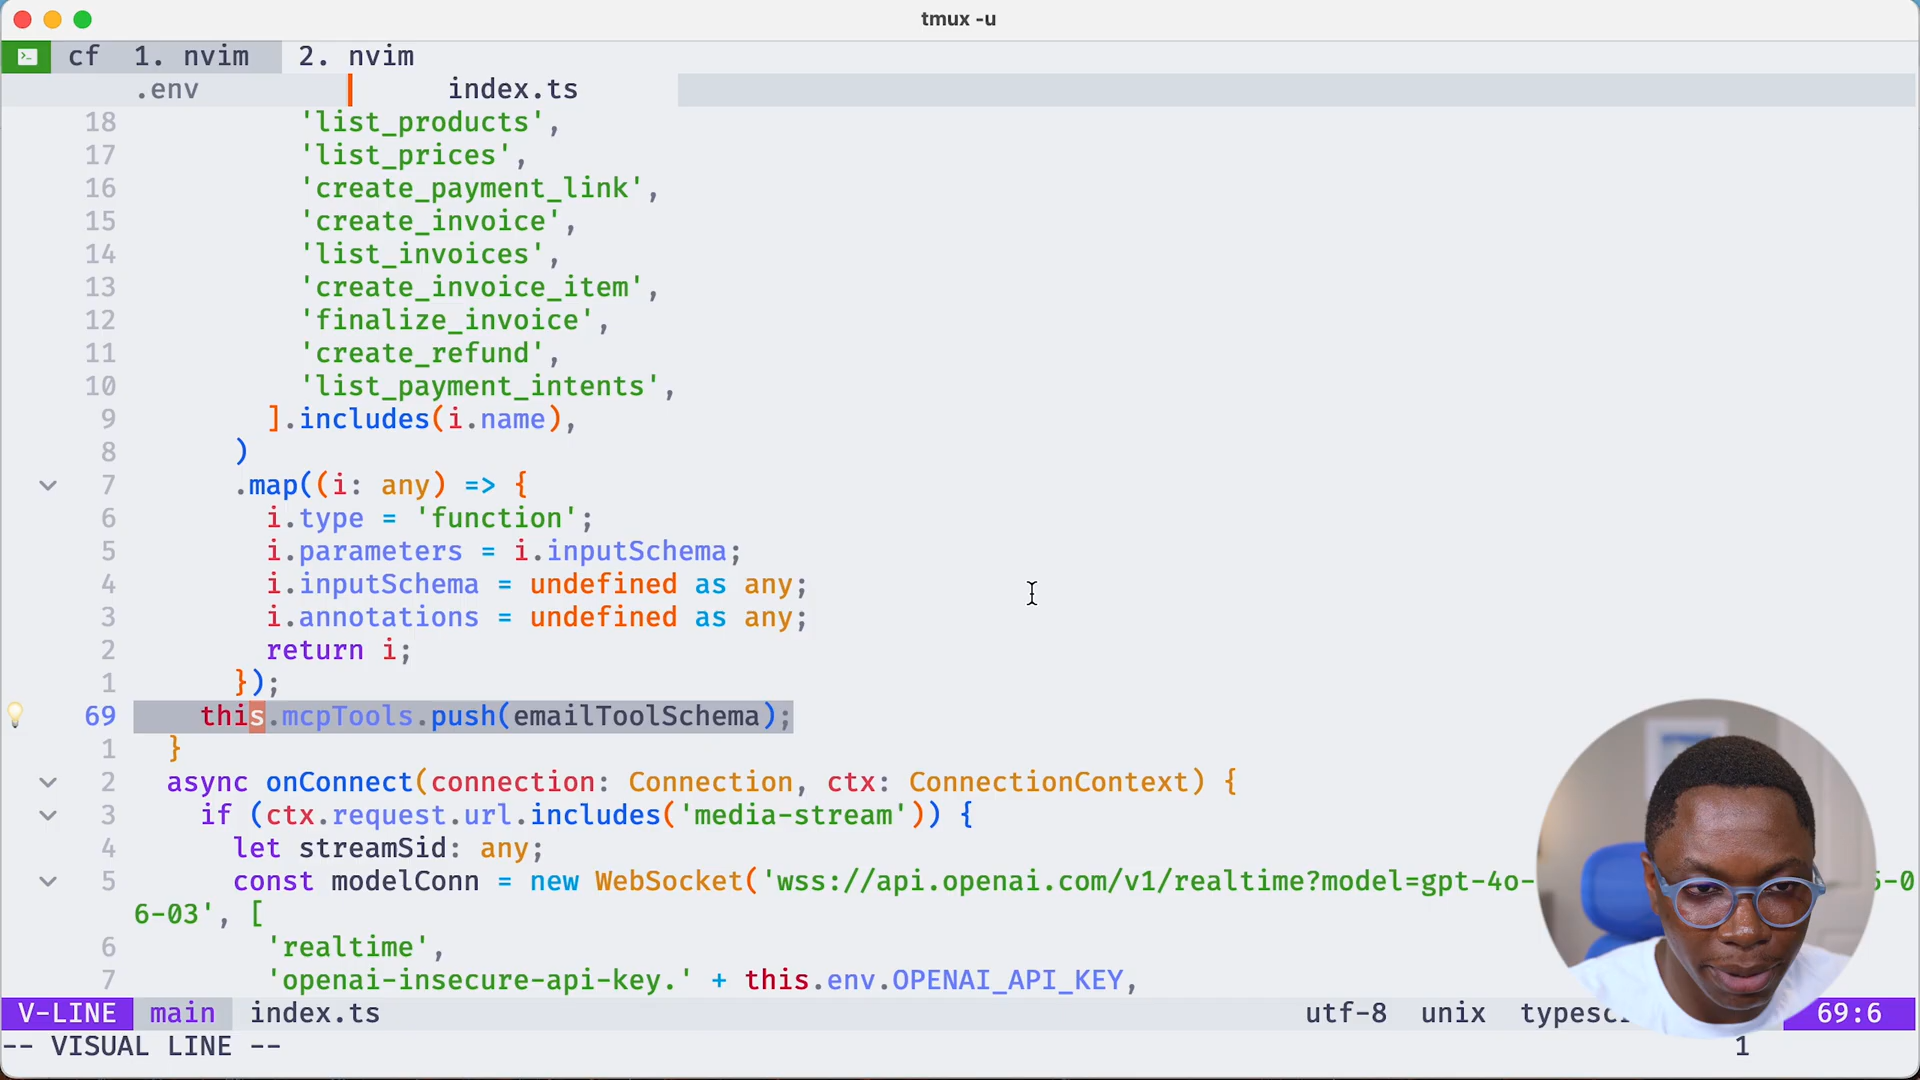 tmux -u
cf 1. nvim 2. nvim
.env index.ts
18 'list_products',
17 'list_prices',
16 'create_payment_link',
15 'create_invoice',
14 'list_invoices',
13 'create_invoice_item',
12 'finalize_invoice',
11 'create_refund',
10 'list_payment_intents',
9 ].includes(i.name),
8 )
7 .map((i: any) => {
6 i.type = 'function';
5 i.parameters = i.inputSchema;
4 i.inputSchema = undefined as any;
3 i.annotations = undefined as any;
2 return i;
1 });
69 this.mcpTools.push(emailToolSchema);
1 }
2 async onConnect(connection: Connection, ctx: ConnectionContext) {
3 if (ctx.request.url.includes('media-stream')) {
4 let streamSid: any;
5 const modelConn = new WebSocket('wss://api.openai.com/v1/realtime?model=gpt-4o-
6-03', [
6 'realtime',
7 'openai-insecure-api-key.' + this.env.OPENAI_API_KEY,
V-LINE main index.ts utf-8 unix 69:6
-- VISUAL LINE -- 1